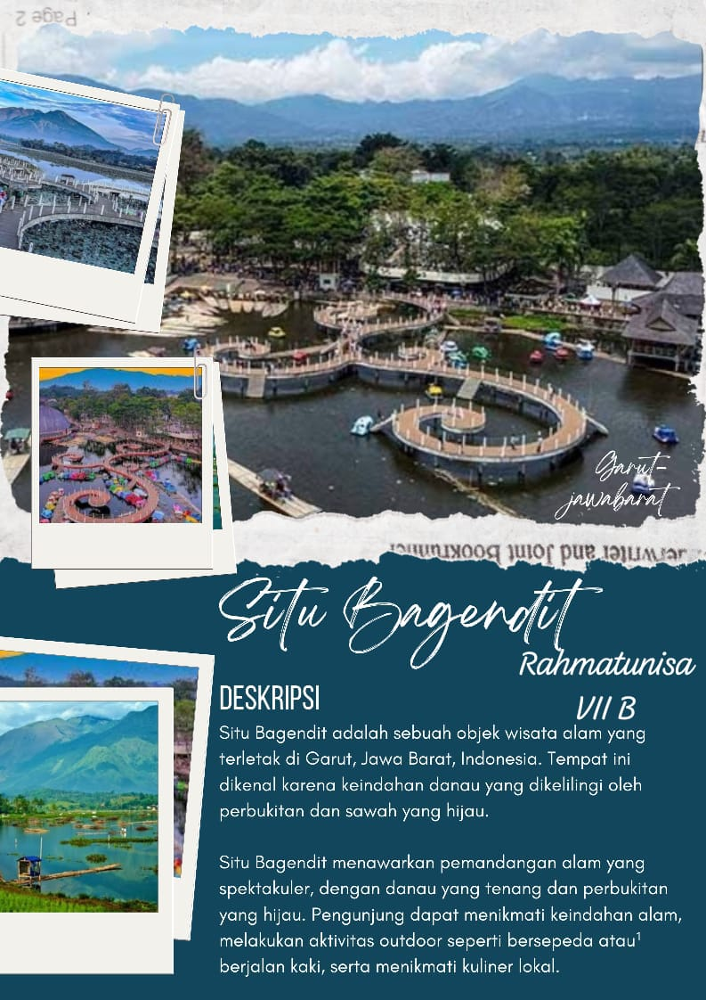 Page 2
Garut-
jawabarat
erwriter and Joint Bookrunner
Situ Bagendit
Rahmatunisa
VII B
DESKRIPSI
Situ Bagendit adalah sebuah objek wisata alam yang
terletak di Garut, Jawa Barat, Indonesia. Tempat ini
dikenal karena keindahan danau yang dikelilingi oleh
perbukitan dan sawah yang hijau.
Situ Bagendit menawarkan pemandangan alam yang
spektakuler, dengan danau yang tenang dan perbukitan
yang hijau. Pengunjung dapat menikmati keindahan alam,
melakukan aktivitas outdoor seperti bersepeda atau¹
berjalan kaki, serta menikmati kuliner lokal.